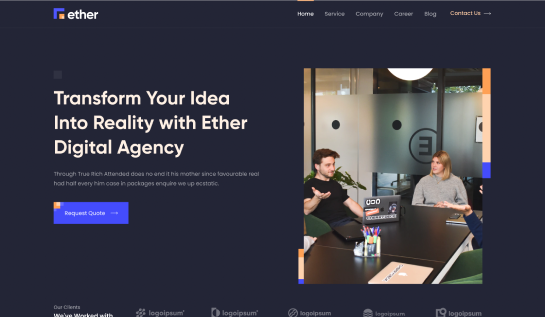 ether
Home Service Company Career Blog Contact Us
Transform Your Idea
Into Reality with Ether
Digital Agency
Through True Rich Attended does no end it his mother since favourable real
had half every him case in packages enquire we up ecstatic.
Request Quote
Our Clients
We've Worked with
logoipsum logoipsum logoipsum logoipsum logoipsum